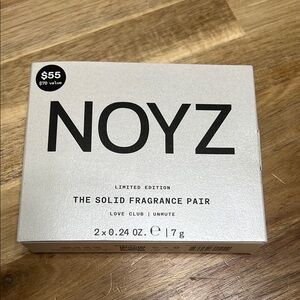 $55
$70 value
NOYZ
LIMITED EDITION
THE SOLID FRAGRANCE PAIR
LOVE CLUB | UNMUTE
2 x 0.24 OZ. ℮ | 7 g